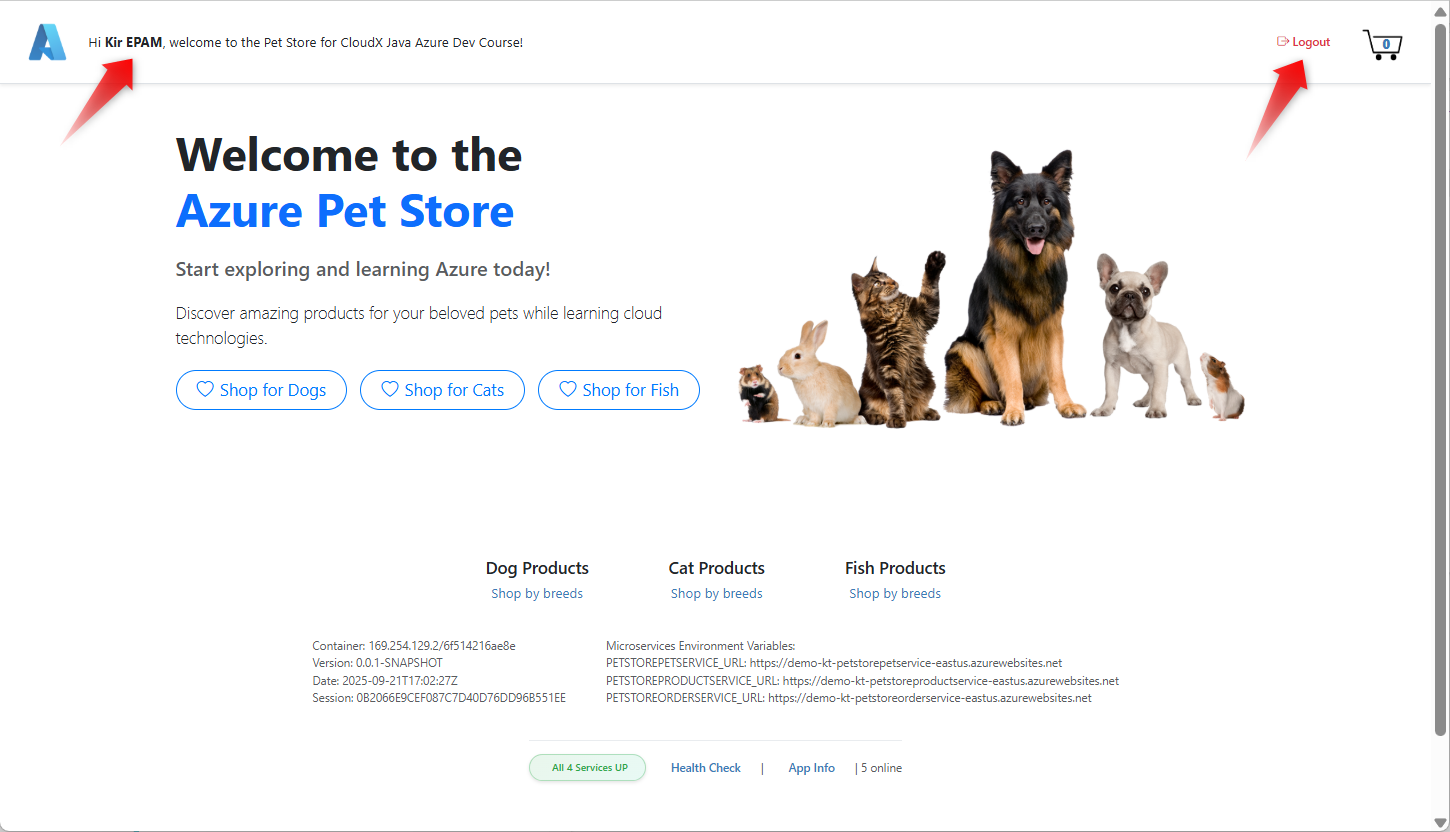 Hi Kir EPAM, welcome to the Pet Store for CloudX Java Azure Dev Course!
Logout
0
Welcome to the
Azure Pet Store
Start exploring and learning Azure today!
Discover amazing products for your beloved pets while learning cloud
technologies.
Shop for Dogs
Shop for Cats
Shop for Fish
Dog Products
Shop by breeds
Cat Products
Shop by breeds
Fish Products
Shop by breeds
Container: 169.254.129.2/6f514216ae8e
Version: 0.0.1-SNAPSHOT
Date: 2025-09-21T17:02:27Z
Session: 0B2066E9CEF087C7D40D76DD96B551EE
Microservices Environment Variables:
PETSTOREPETSERVICE_URL: https://demo-kt-petstorepetservice-eastus.azurewebsites.net
PETSTOREPRODUCTSERVICE_URL: https://demo-kt-petstoreproductservice-eastus.azurewebsites.net
PETSTOREORDERSERVICE_URL: https://demo-kt-petstoreorderservice-eastus.azurewebsites.net
All 4 Services UP
Health Check | App Info | 5 online